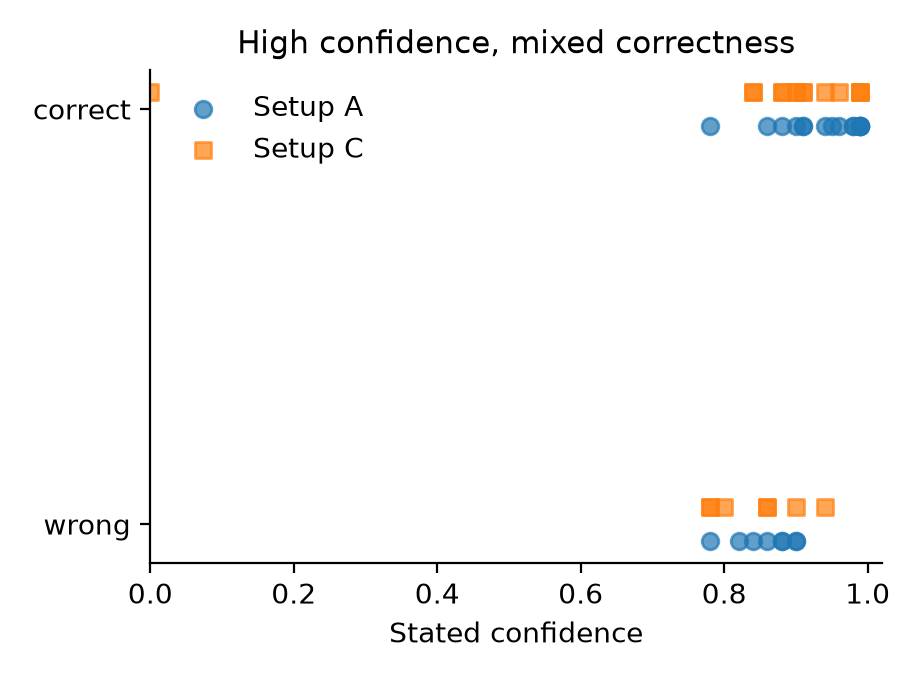 High confidence, mixed correctness
correct
Setup A
Setup C
wrong
0.0 0.2 0.4 0.6 0.8 1.0
Stated confidence